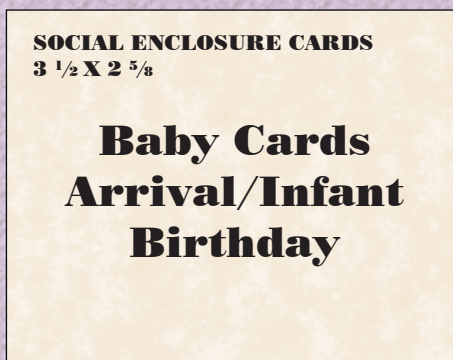 SOCIAL ENCLOSURE CARDS
3 ½ X 2 ⅝
Baby Cards
Arrival/Infant
Birthday